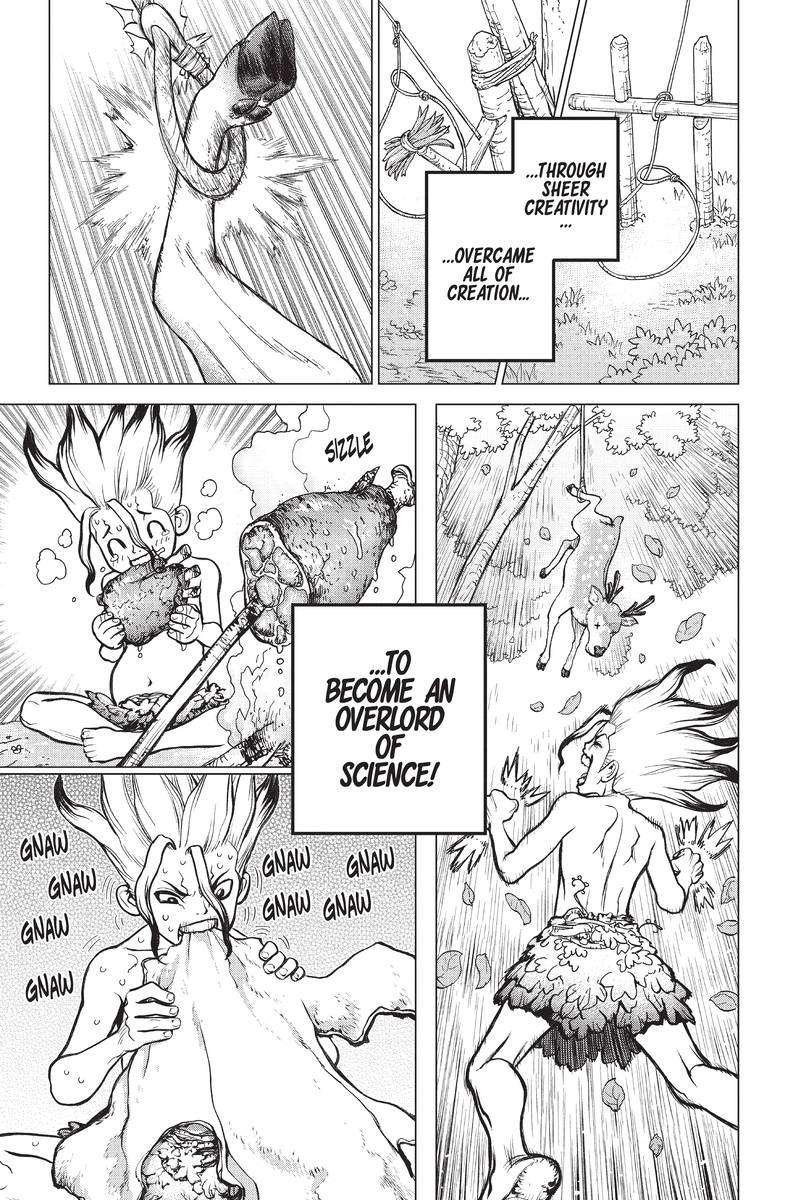 ...THROUGH
SHEER
CREATIVITY
...
...OVERCAME
ALL OF
CREATION...
SIZZLE
...TO
BECOME AN
OVERLORD
OF
SCIENCE!
GNAW
GNAW
GNAW
GNAW
GNAW
GNAW
GNAW
GNAW